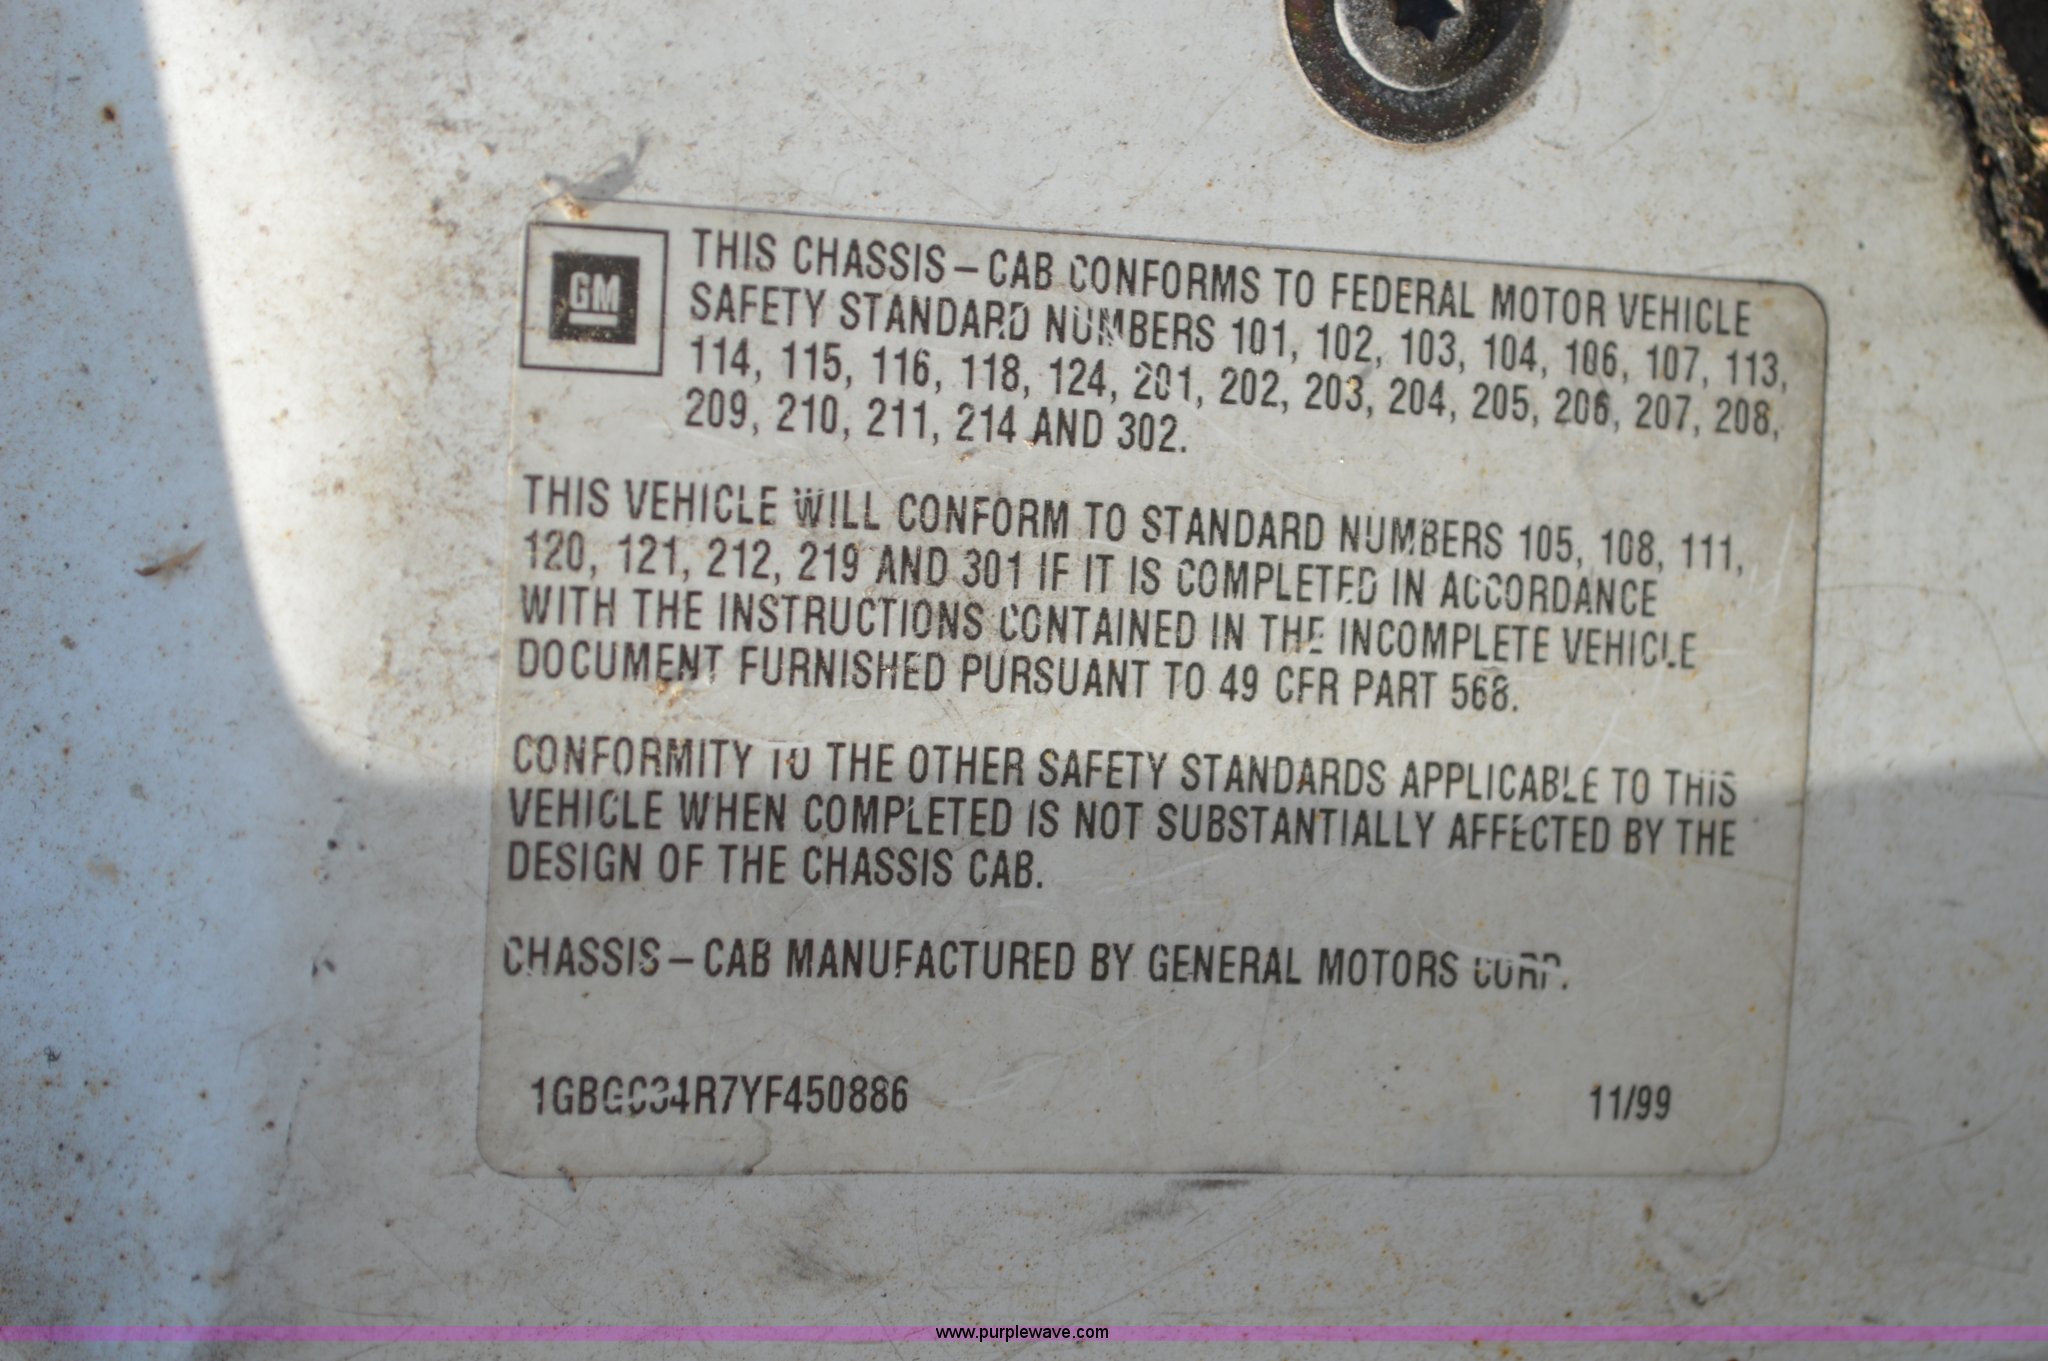 GM
THIS CHASSIS – CAB CONFORMS TO FEDERAL MOTOR VEHICLE
SAFETY STANDARD NUMBERS 101, 102, 103, 104, 106, 107, 113,
114, 115, 116, 118, 124, 201, 202, 203, 204, 205, 206, 207, 208,
209, 210, 211, 214 AND 302.
THIS VEHICLE WILL CONFORM TO STANDARD NUMBERS 105, 108, 111,
120, 121, 212, 219 AND 301 IF IT IS COMPLETED IN ACCORDANCE
WITH THE INSTRUCTIONS CONTAINED IN THE INCOMPLETE VEHICLE
DOCUMENT FURNISHED PURSUANT TO 49 CFR PART 568.
CONFORMITY TO THE OTHER SAFETY STANDARDS APPLICABLE TO THIS
VEHICLE WHEN COMPLETED IS NOT SUBSTANTIALLY AFFECTED BY THE
DESIGN OF THE CHASSIS CAB.
CHASSIS – CAB MANUFACTURED BY GENERAL MOTORS CORP.
1GBGC34R7YF450886
11/99
www.purplewave.com